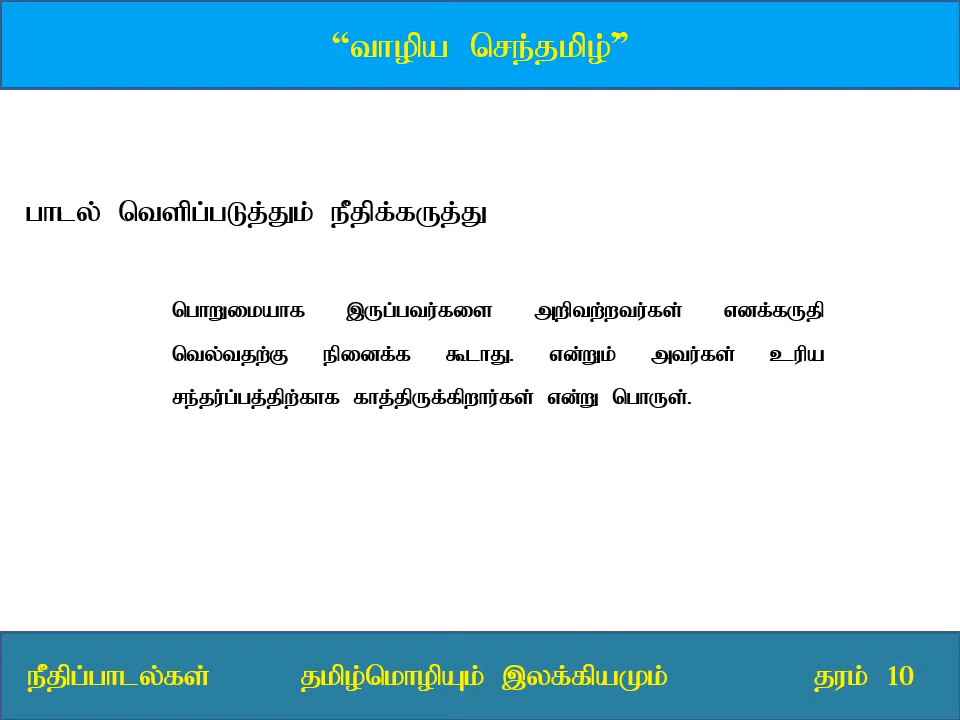 “வாழிய செந்தமிழ்”
பாடல் வெளிப்படுத்தும் நீதிக்கருத்து
பொறுமையாக இருப்பவர்களை அறிவற்றவர்கள் எனக்கருதி
வெல்வதற்கு நினைக்க கூடாது. என்றும் அவர்கள் உரிய
சந்தர்ப்பத்திற்காக காத்திருக்கிறார்கள் என்று பொருள்.
நீதிப்பாடல்கள் தமிழ்மொழியும் இலக்கியமும் தரம் 10